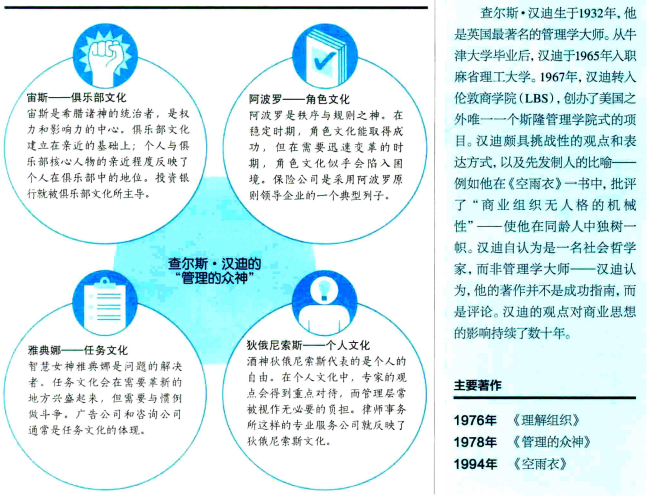 宙斯——俱乐部文化
宙斯是希腊诸神的统治者，是权
力和影响力的中心。俱乐部文化
建立在亲近的基础上；个人与俱
乐部核心人物的亲近程度反映了
个人在俱乐部中的地位。投资银
行就被俱乐部文化所主导。
阿波罗——角色文化
阿波罗是秩序与规则之神。在
稳定时期，角色文化能取得成
功，但在需要迅速变革的时
期，角色文化似乎会陷入困
境。保险公司是采用阿波罗原
则领导企业的一个典型列子。
查尔斯·汉迪的
“管理的众神”
雅典娜——任务文化
智慧女神雅典娜是问题的解决
者。任务文化会在需要革新的
地方兴盛起来，但需要与惯例
做斗争。广告公司和咨询公司
通常是任务文化的体现。
狄俄尼索斯——个人文化
酒神狄俄尼索斯代表的是个人的
自由。在个人文化中，专家的观
点会得到重点对待，而管理层常
被视作无必要的负担。律师事务
所这样的专业服务公司就反映了
狄俄尼索斯文化。
查尔斯·汉迪生于1932年，他
是英国最著名的管理学大师。从牛
津大学毕业后，汉迪于1965年入职
麻省理工大学。1967年，汉迪转入
伦敦商学院（LBS），创办了美国之
外唯一一个斯隆管理学院式的项
目。汉迪颇具挑战性的观点和表
达方式，以及先发制人的比喻——
例如他在《空雨衣》一书中，批评
了“商业组织无人格的机械
性”——使他在同龄人中独树一
帜。汉迪自认为是一名社会哲学
家，而非管理学大师——汉迪认
为，他的著作并不是成功指南，而
是评论。汉迪的观点对商业思想
的影响持续了数十年。
主要著作
1976年 《理解组织》
1978年 《管理的众神》
1994年 《空雨衣》